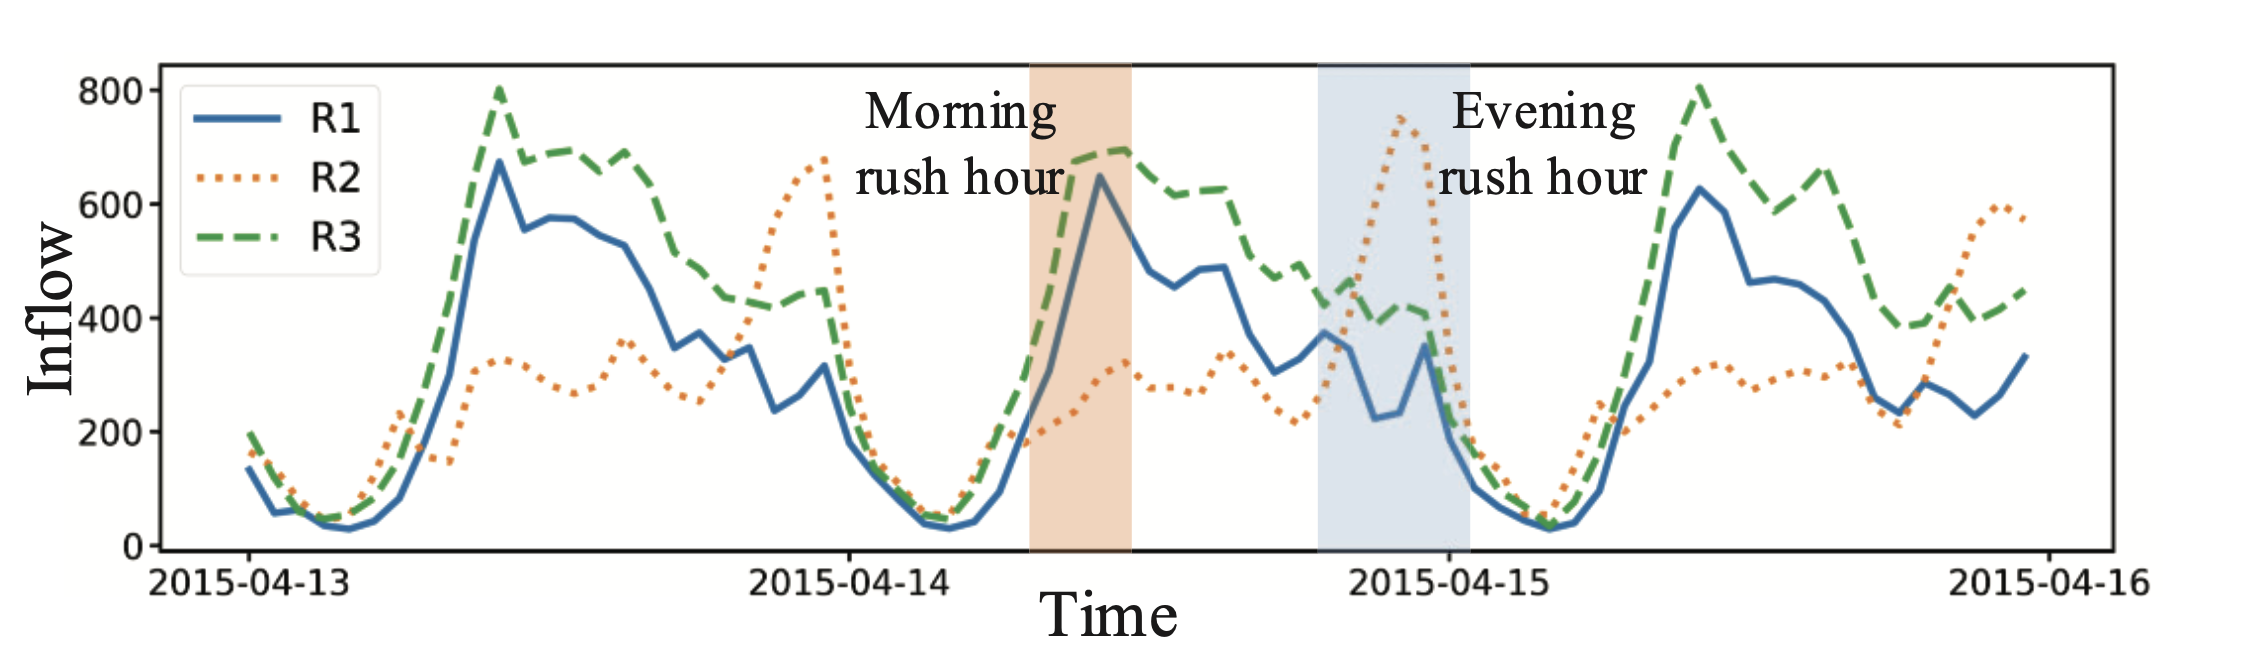 Inflow
800
600
400
200
0
R1
R2
R3
Morning
rush hour
Evening
rush hour
2015-04-13
2015-04-14
2015-04-15
2015-04-16
Time